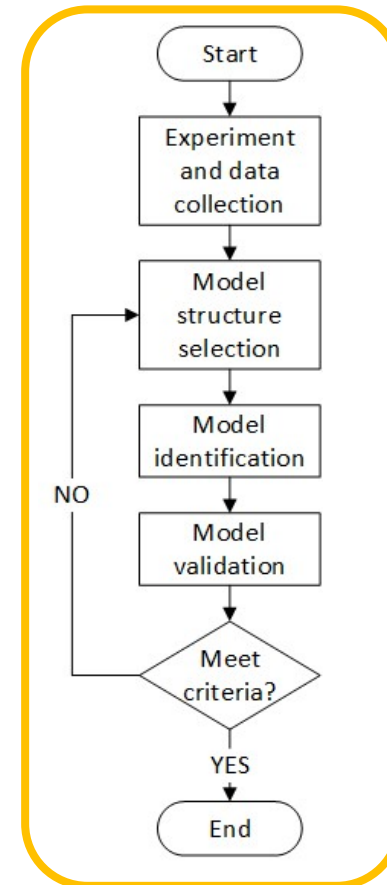 Start
Experiment
and data
collection
Model
structure
selection
Model
identification
NO
Model
validation
Meet
criteria?
YES
End